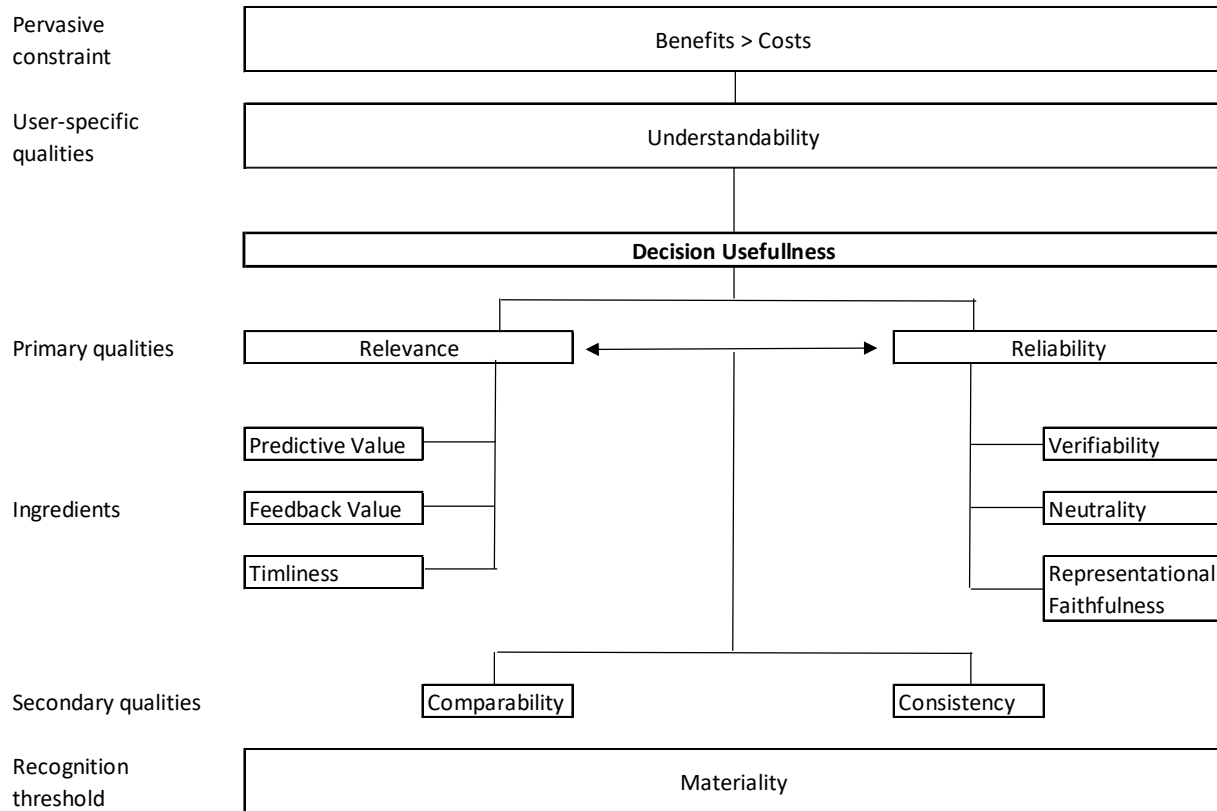 Pervasive
constraint
Benefits > Costs
User-specific
qualities
Understandability
Decision Usefullness
Primary qualities
Relevance
Reliability
Predictive Value
Verifiability
Ingredients
Feedback Value
Neutrality
Timliness
Representational
Faithfulness
Secondary qualities
Comparability
Consistency
Recognition
threshold
Materiality